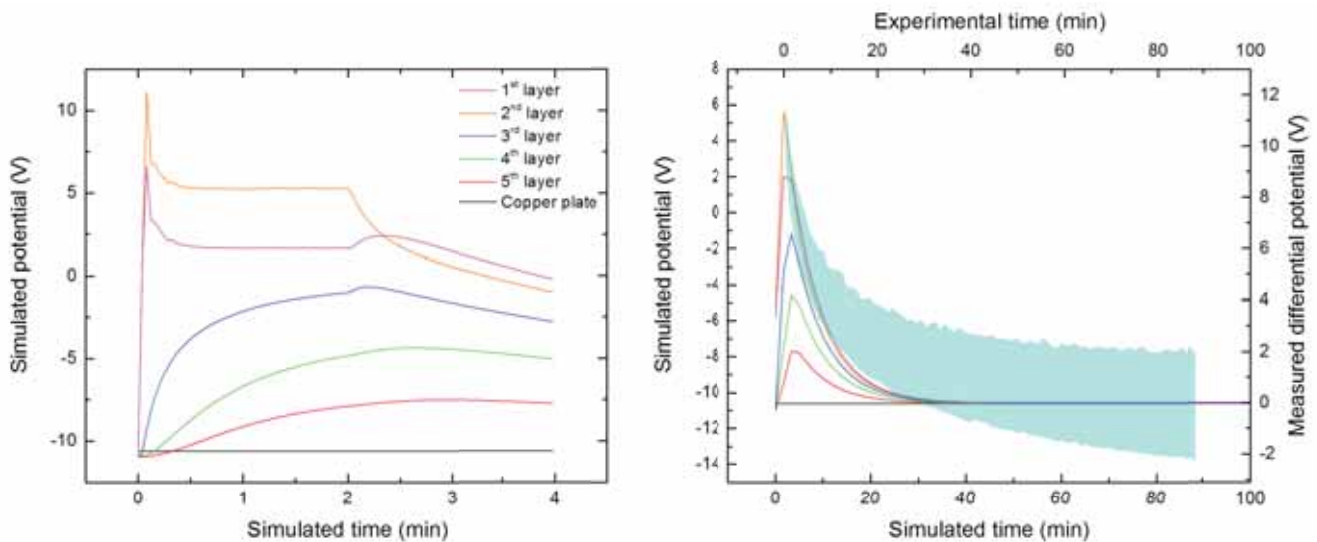 Experimental time (min)
0 20 40 60 80 100
Simulated potential (V)
10
5
0
-5
-10
1st layer
2nd layer
3rd layer
4th layer
5th layer
Copper plate
0 1 2 3 4
Simulated time (min)
Simulated potential (V)
8
6
4
2
0
-2
-4
-6
-8
-10
-12
-14
12
10
8
6
4
2
0
-2
Measured differential potential (V)
0 20 40 60 80 100
Simulated time (min)